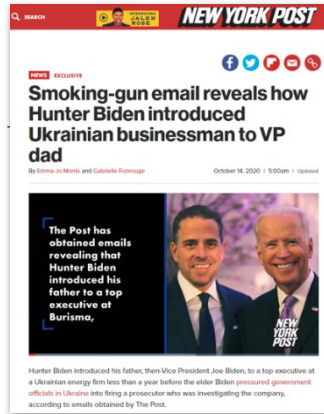 SEARCH
INTRODUCING
JALEN
ROSE
NEW YORK POST
NEWS EXCLUSIVE
Smoking-gun email reveals how
Hunter Biden introduced
Ukrainian businessman to VP
dad
By Emma-Jo Morris and Gabrielle Fonrouge October 14, 2020 | 5:00am | Updated
The Post has
obtained emails
revealing that
Hunter Biden
introduced his
father to a top
executive at
Burisma,
NEW
YORK
POST
Hunter Biden introduced his father, then-Vice President Joe Biden, to a top executive at
a Ukrainian energy firm less than a year before the elder Biden pressured government
officials in Ukraine into firing a prosecutor who was investigating the company,
according to emails obtained by The Post.